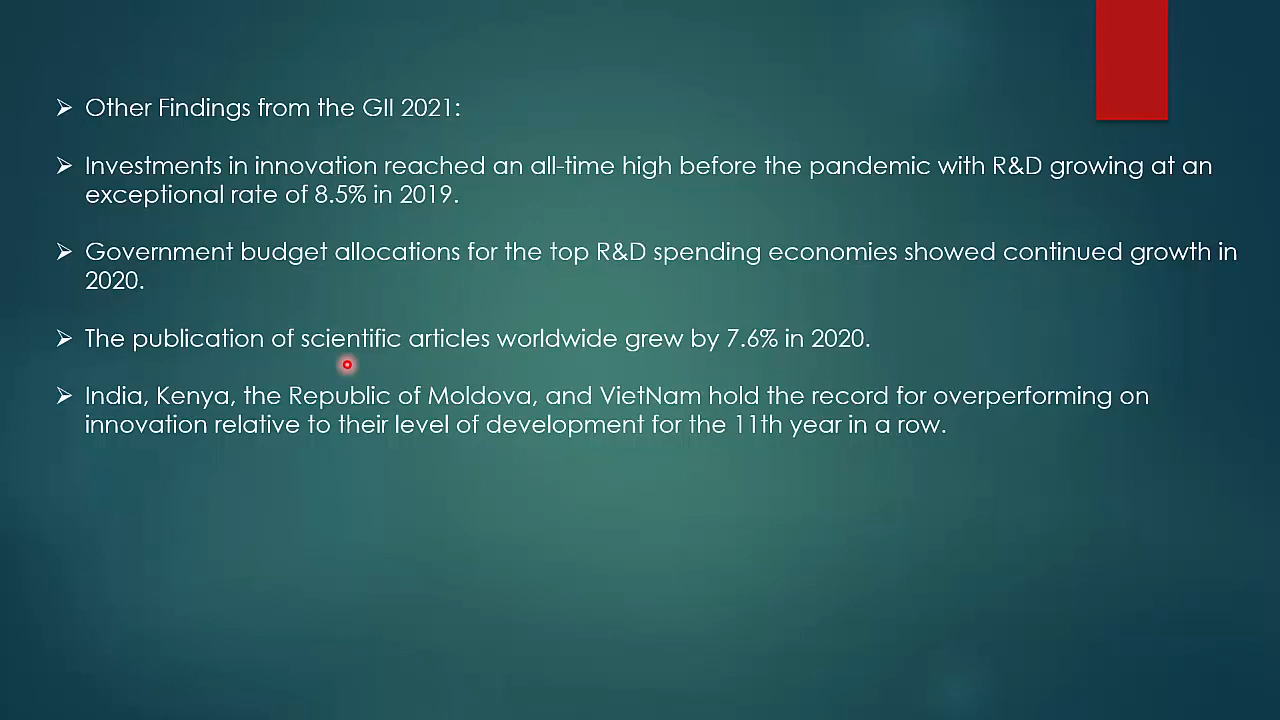 Other Findings from the GII 2021:
Investments in innovation reached an all-time high before the pandemic with R&D growing at an
exceptional rate of 8.5% in 2019.
Government budget allocations for the top R&D spending economies showed continued growth in
2020.
The publication of scientific articles worldwide grew by 7.6% in 2020.
India, Kenya, the Republic of Moldova, and VietNam hold the record for overperforming on
innovation relative to their level of development for the 11th year in a row.